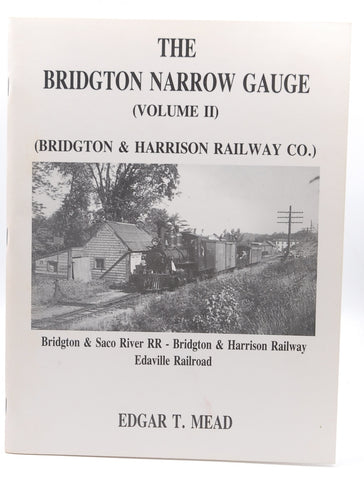 THE
BRIDGTON NARROW GAUGE
(VOLUME II)
(BRIDGTON & HARRISON RAILWAY CO.)
Bridgton & Saco River RR - Bridgton & Harrison Railway
Edaville Railroad
EDGAR T. MEAD